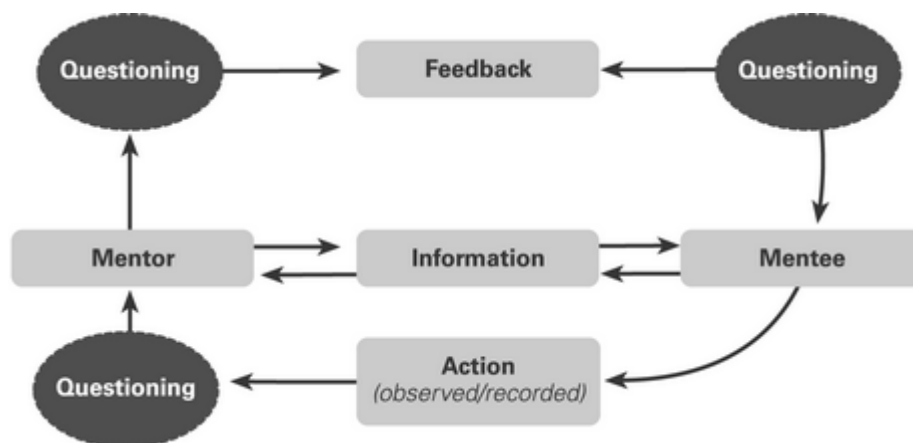 Questioning
Feedback
Questioning
Mentor
Information
Mentee
Questioning
Action
(observed/recorded)